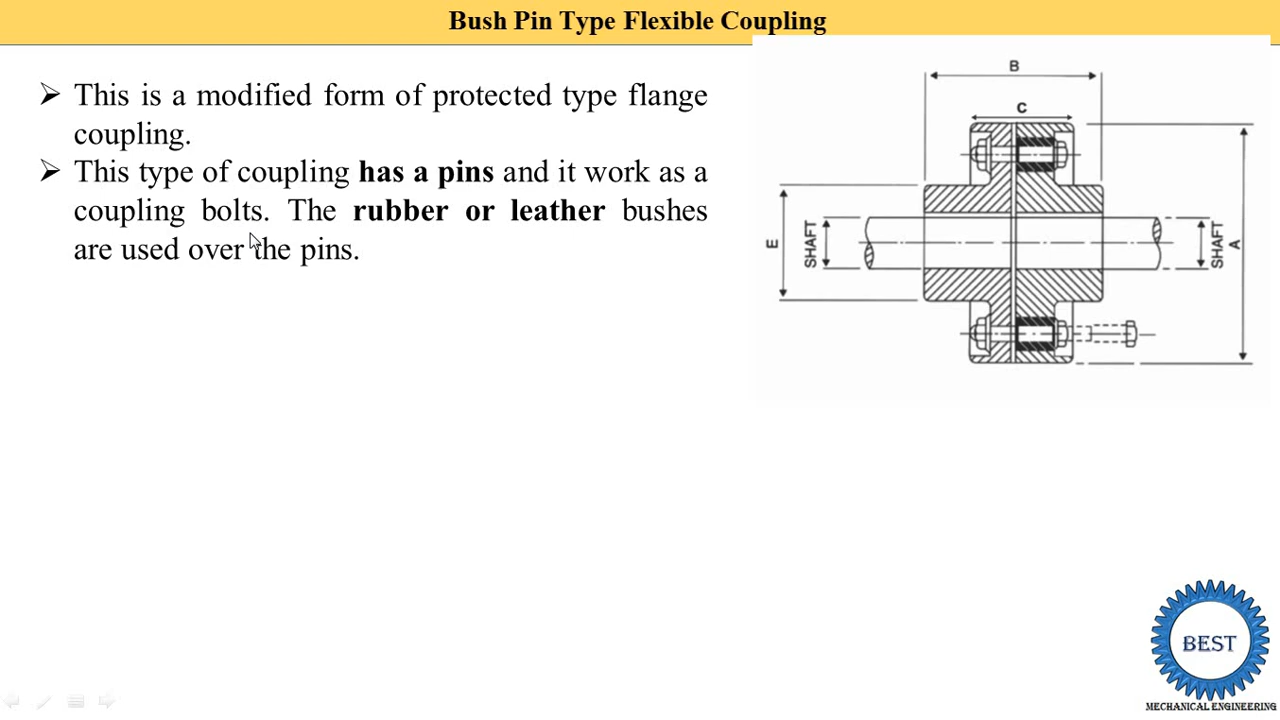 Bush Pin Type Flexible Coupling
➢ This is a modified form of protected type flange
coupling.
➢ This type of coupling has a pins and it work as a
coupling bolts. The rubber or leather bushes
are used over the pins.
B
C
E
SHAFT
SHAFT
A
BEST
MECHANICAL ENGINEERING